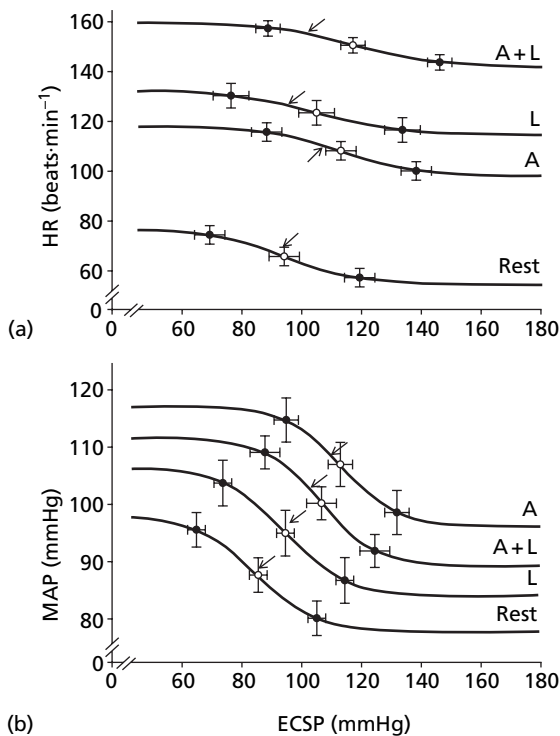 160
140
120
100
80
60
0
HR (beats·min⁻¹)
A + L
L
A
Rest
0 60 80 100 120 140 160 180
(a)
120
110
100
90
80
0
MAP (mmHg)
A
A + L
L
Rest
0 60 80 100 120 140 160 180
(b) ECSP (mmHg)